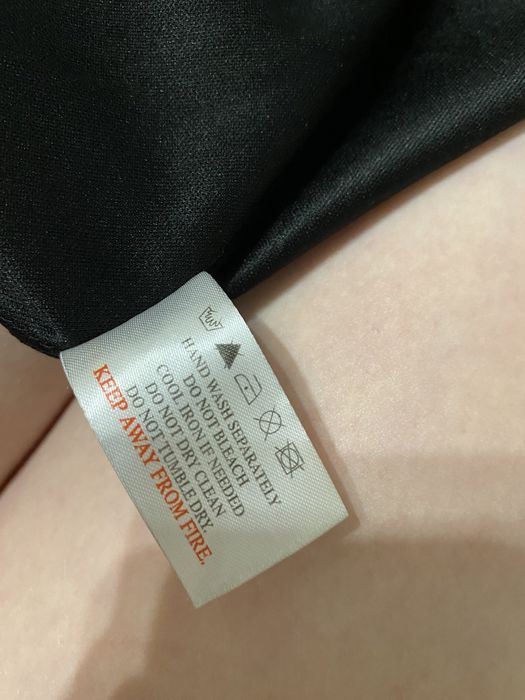 HAND WASH SEPARATELY
DO NOT BLEACH
COOL IRON IF NEEDED
DO NOT DRY. CLEAN
DO NOT TUMBLE DRY.
KEEP AWAY FROM FIRE.